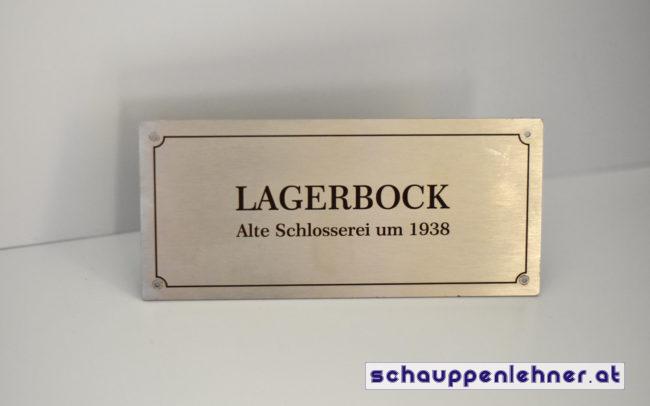 LAGERBOCK
Alte Schlosserei um 1938
schauppenlehner.at